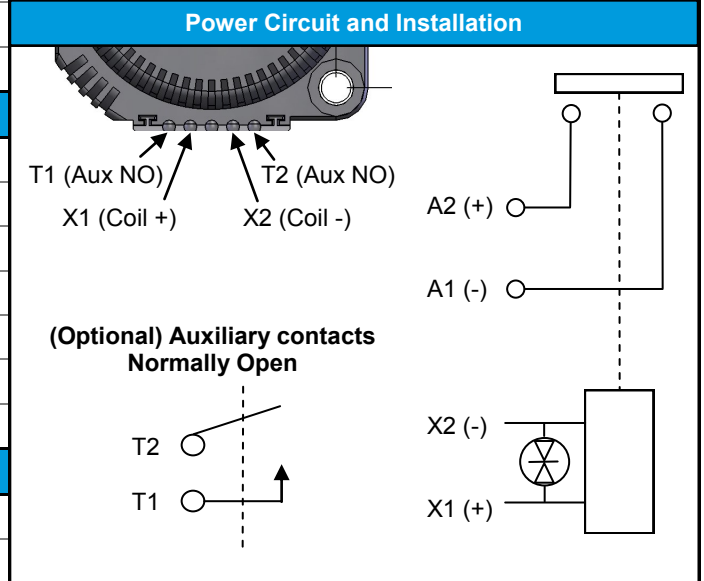 Power Circuit and Installation
T1 (Aux NO)
T2 (Aux NO)
X1 (Coil +)
X2 (Coil -)
A2 (+)
A1 (-)
(Optional) Auxiliary contacts
Normally Open
T2
T1
X2 (-)
X1 (+)